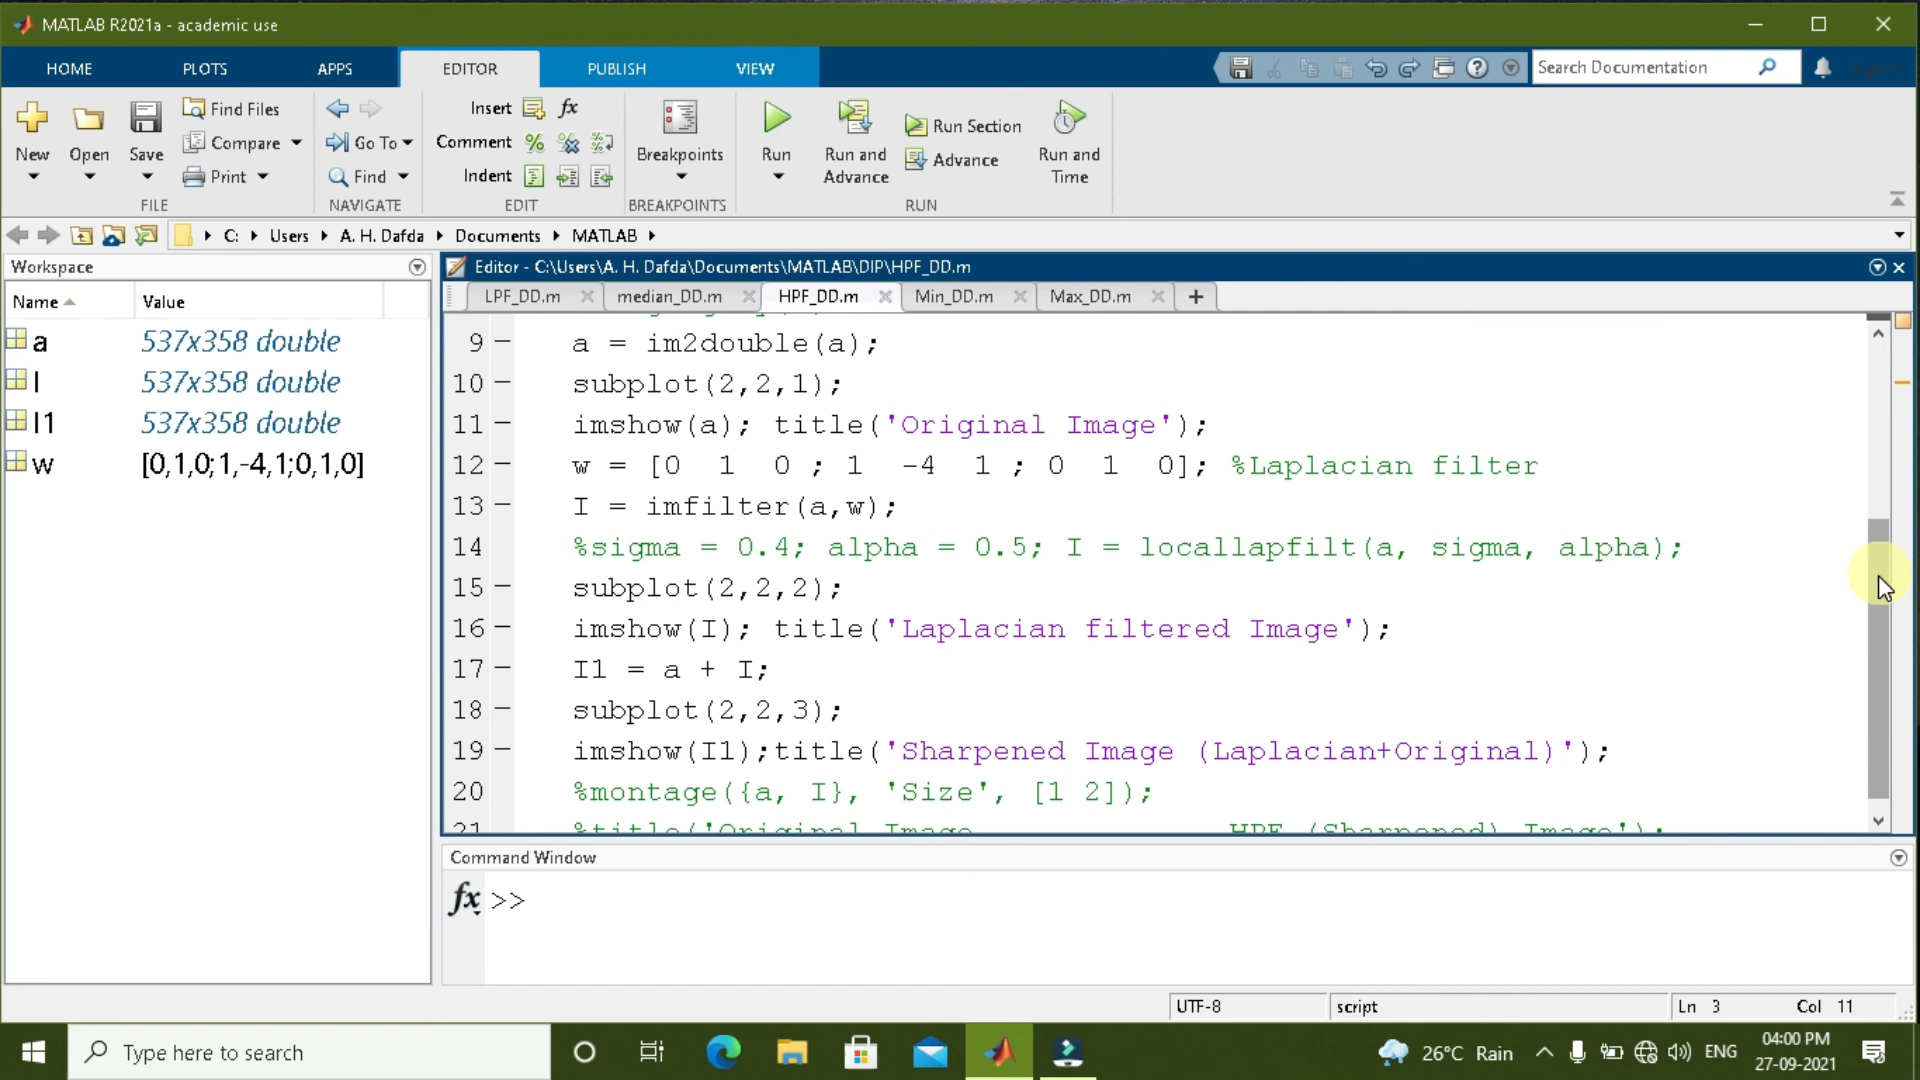 MATLAB R2021a - academic use
HOME PLOTS APPS EDITOR PUBLISH VIEW Search Documentation
New Open Save Find Files Compare Print FILE
Go To Find NAVIGATE
Insert fx Comment Indent EDIT
Breakpoints BREAKPOINTS
Run Run and Advance Run Section Advance Run and Time RUN
C: Users A. H. Dafda Documents MATLAB
Workspace
Name Value
a 537x358 double
I 537x358 double
I1 537x358 double
w [0,1,0;1,-4,1;0,1,0]
Editor - C:\Users\A. H. Dafda\Documents\MATLAB\DIP\HPF_DD.m
LPF_DD.m median_DD.m HPF_DD.m Min_DD.m Max_DD.m
9 a = im2double(a);
10 subplot(2,2,1);
11 imshow(a); title('Original Image');
12 w = [0 1 0 ; 1 -4 1 ; 0 1 0]; %Laplacian filter
13 I = imfilter(a,w);
14 %sigma = 0.4; alpha = 0.5; I = locallapfilt(a, sigma, alpha);
15 subplot(2,2,2);
16 imshow(I); title('Laplacian filtered Image');
17 I1 = a + I;
18 subplot(2,2,3);
19 imshow(I1);title('Sharpened Image (Laplacian+Original)');
20 %montage({a, I}, 'Size', [1 2]);
21 %title('Original Image HPF (Sharpened) Image');
Command Window
fx >>
UTF-8 script Ln 3 Col 11
Type here to search
26°C Rain ENG
04:00 PM
27-09-2021